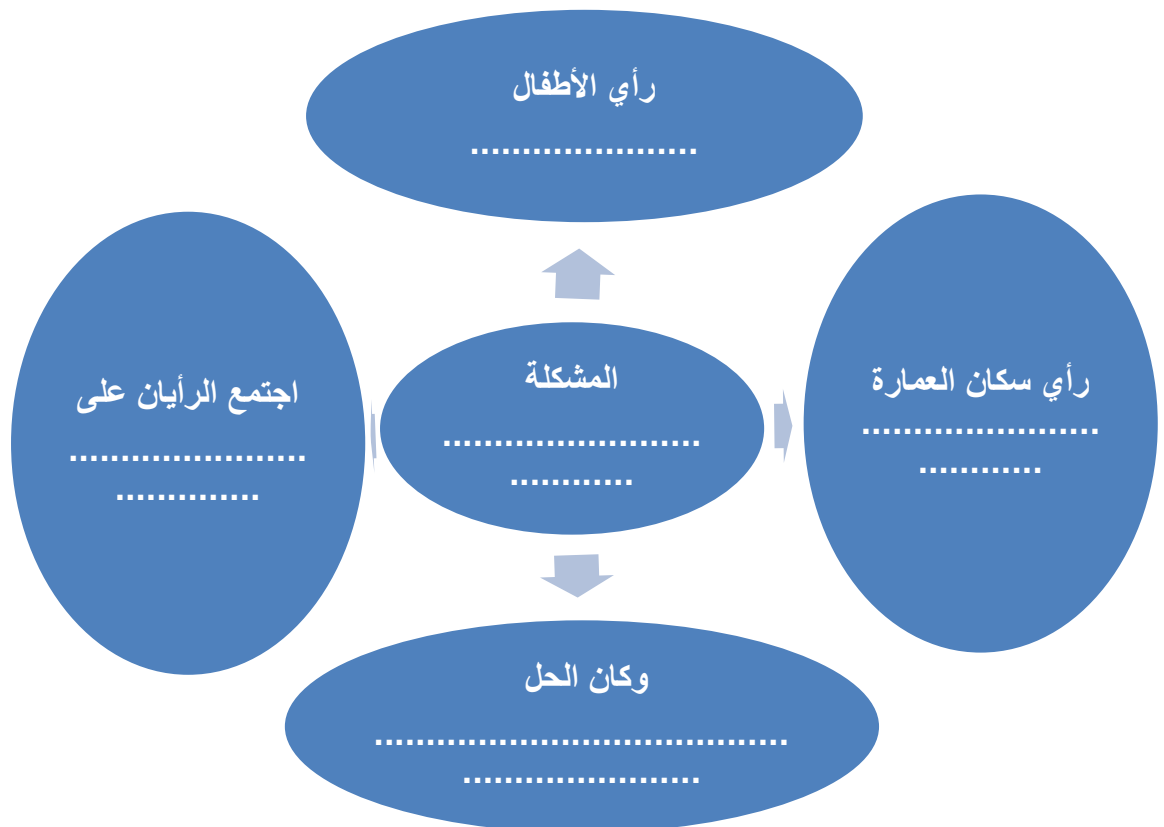 رأي الأطفال
......................
رأي سكان العمارة
.......................
............
المشكلة
.........................
............
اجتمع الرأيان على
.......................
..............
وكان الحل
........................................
.......................